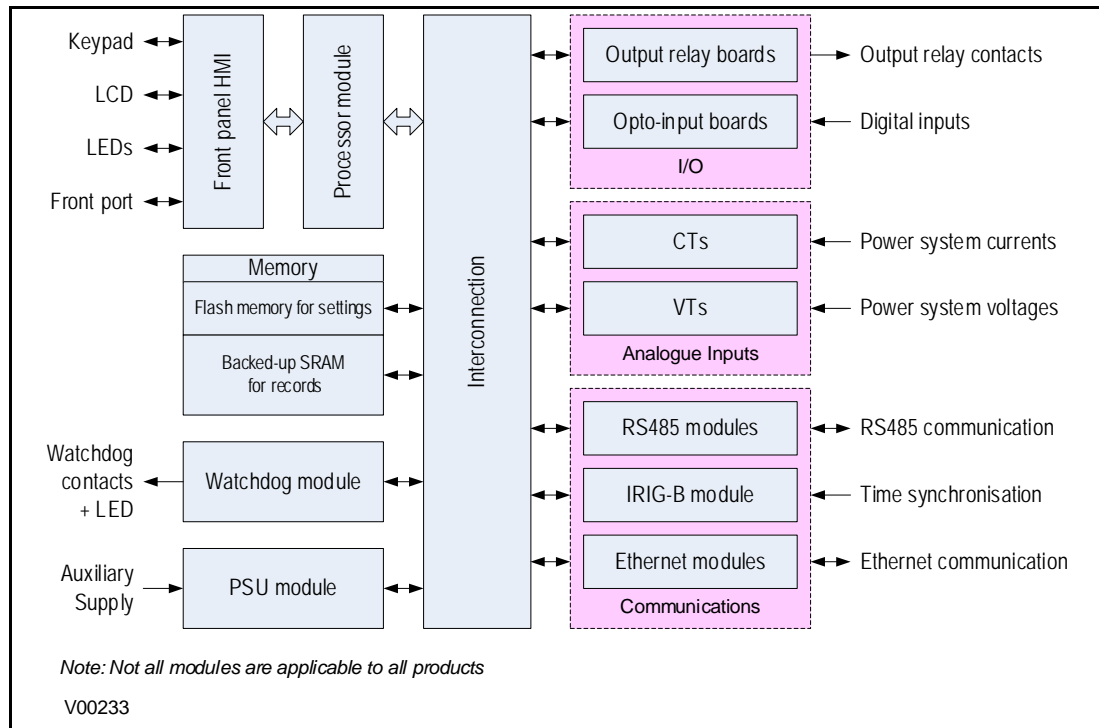 Keypad
LCD
LEDs
Front port
Front panel HMI
Processor module
Memory
Flash memory for settings
Backed-up SRAM
for records
Watchdog
contacts
+ LED
Watchdog module
Auxiliary
Supply
PSU module
Interconnection
Output relay boards
Output relay contacts
Opto-input boards
Digital inputs
I/O
CTs
Power system currents
VTs
Power system voltages
Analogue Inputs
RS485 modules
RS485 communication
IRIG-B module
Time synchronisation
Ethernet modules
Ethernet communication
Communications
Note: Not all modules are applicable to all products
V00233